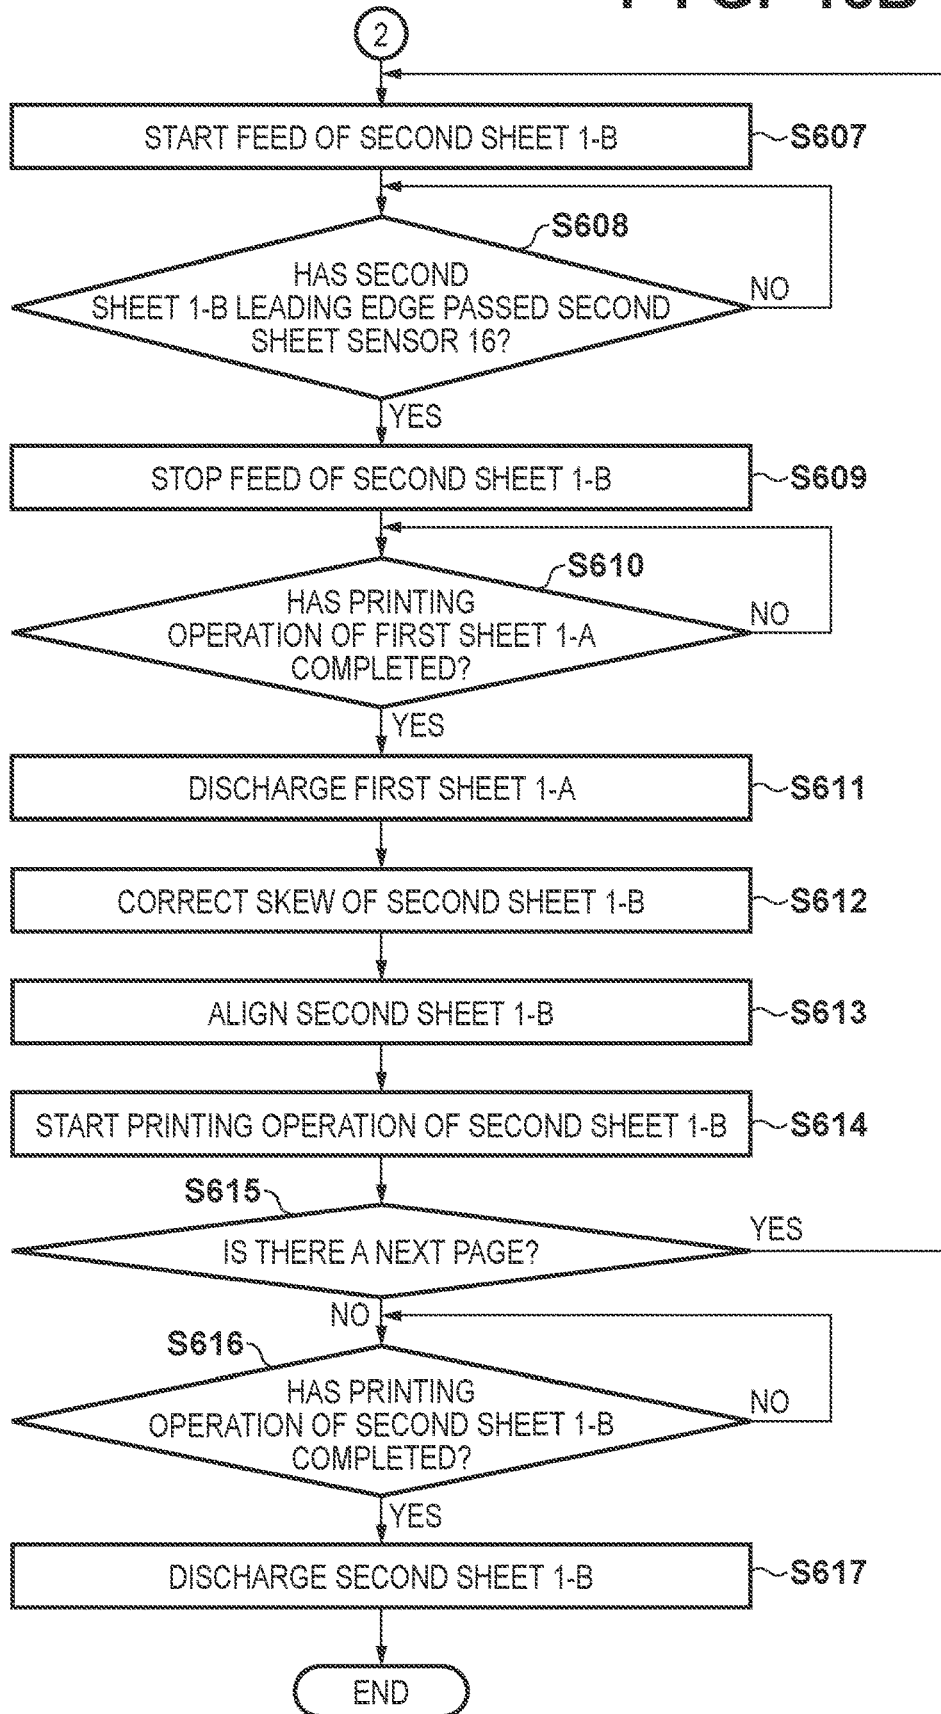 2
START FEED OF SECOND SHEET 1-B
S607
S608
HAS SECOND
SHEET 1-B LEADING EDGE PASSED SECOND
SHEET SENSOR 16?
NO
YES
STOP FEED OF SECOND SHEET 1-B
S609
S610
HAS PRINTING
OPERATION OF FIRST SHEET 1-A
COMPLETED?
NO
YES
DISCHARGE FIRST SHEET 1-A
S611
CORRECT SKEW OF SECOND SHEET 1-B
S612
ALIGN SECOND SHEET 1-B
S613
START PRINTING OPERATION OF SECOND SHEET 1-B
S614
S615
IS THERE A NEXT PAGE?
YES
NO
S616
HAS PRINTING
OPERATION OF SECOND SHEET 1-B
COMPLETED?
NO
YES
DISCHARGE SECOND SHEET 1-B
S617
END